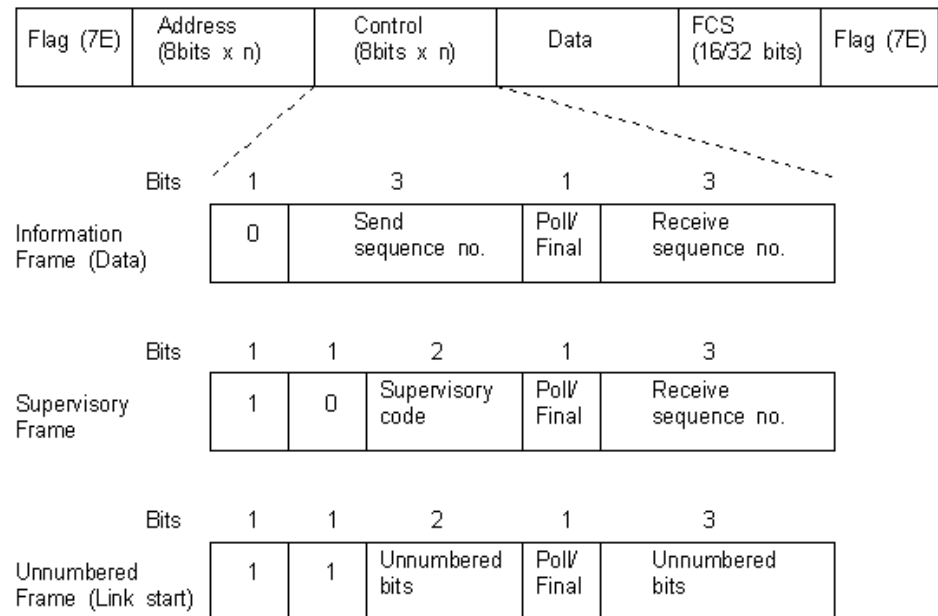 Flag (7E) Address (8bits x n) Control (8bits x n) Data FCS (16/32 bits) Flag (7E)
Bits 1 3 1 3
Information Frame (Data) 0 Send sequence no. Poll/ Final Receive sequence no.
Bits 1 1 2 1 3
Supervisory Frame 1 0 Supervisory code Poll/ Final Receive sequence no.
Bits 1 1 2 1 3
Unnumbered Frame (Link start) 1 1 Unnumbered bits Poll/ Final Unnumbered bits